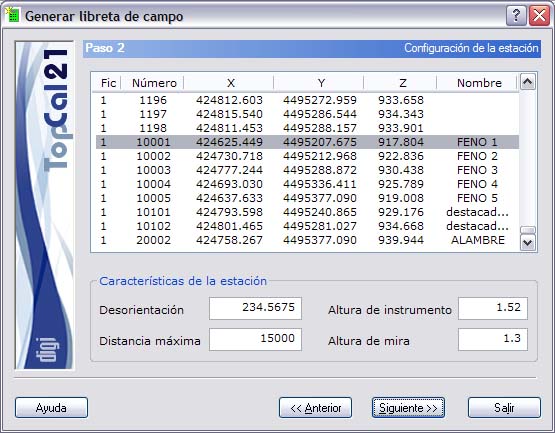 Generar libreta de campo
Paso 2 Configuración de la estación
TopCal 21
digi
Fic Número X Y Z Nombre
1 1196 424812.603 4495272.959 933.658
1 1197 424815.540 4495286.544 934.343
1 1198 424811.453 4495288.157 933.901
1 10001 424625.449 4495207.675 917.804 FENO 1
1 10002 424730.718 4495212.968 922.836 FENO 2
1 10003 424777.244 4495288.872 930.438 FENO 3
1 10004 424693.030 4495336.411 925.789 FENO 4
1 10005 424637.633 4495377.090 919.008 FENO 5
1 10101 424793.598 4495240.865 929.176 destacad...
1 10102 424801.465 4495281.027 934.668 destacad...
1 20002 424758.267 4495377.090 939.944 ALAMBRE
Características de la estación
Desorientación 234.5675 Altura de instrumento 1.52
Distancia máxima 15000 Altura de mira 1.3
Ayuda << Anterior Siguiente >> Salir